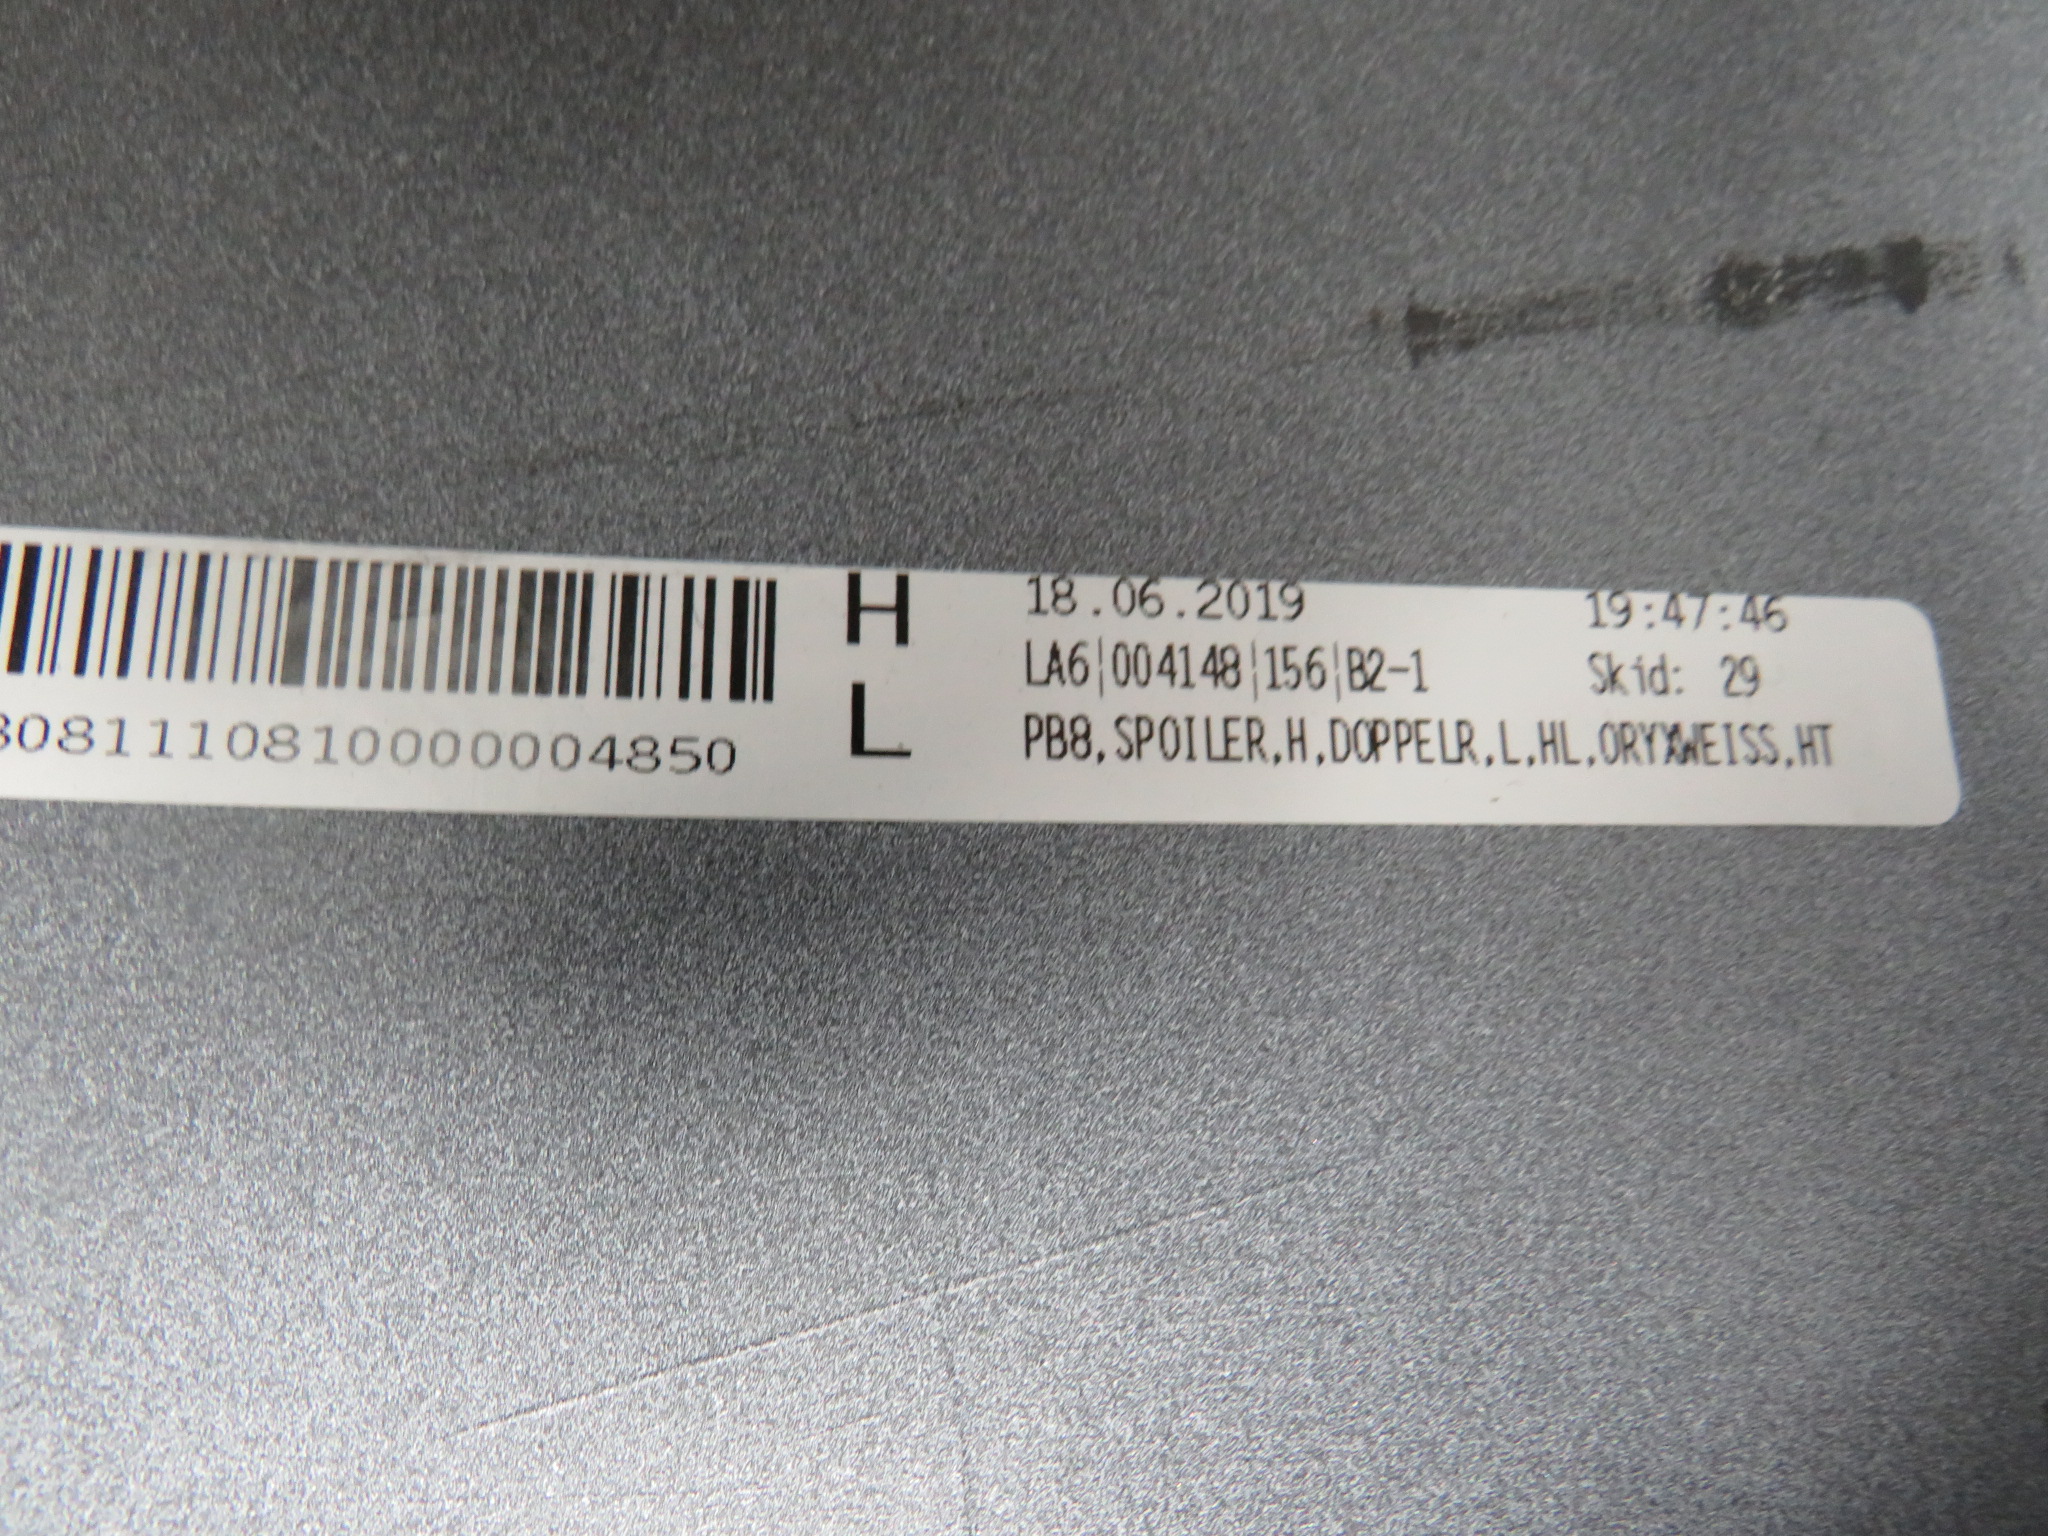 H 18.06.2019 19:47:46
LA6|004148|156|B2-1 Skid: 29
8081110810000004850 L PB8,SPOILER,H,DOPPELR,L,HL,ORYXWEISS,HT